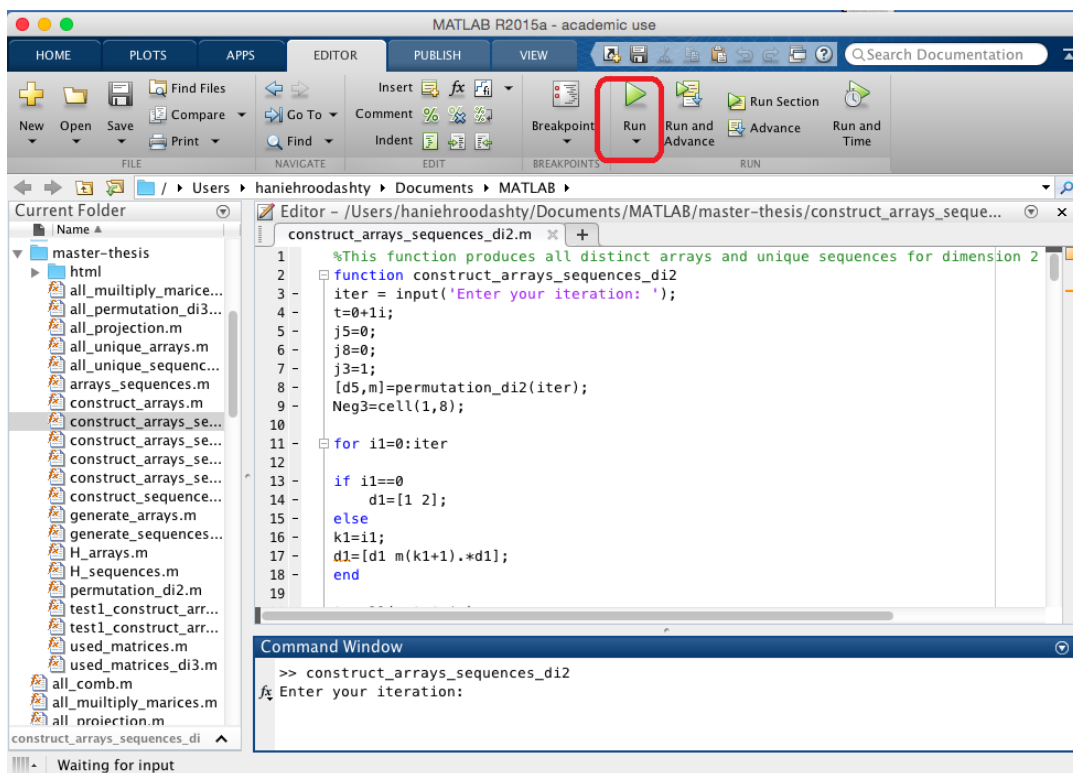 MATLAB R2015a - academic use
HOME PLOTS APPS EDITOR PUBLISH VIEW Search Documentation
New Open Save Find Files Compare Print
FILE
Go To Find
NAVIGATE
Insert fx
Comment %
Indent
EDIT
Breakpoint
BREAKPOINTS
Run Run and Advance Run Section Advance Run and Time
RUN
/ Users haniehroodashty Documents MATLAB
Current Folder
Name
master-thesis
html
all_muiltiply_marice...
all_permutation_di3...
all_projection.m
all_unique_arrays.m
all_unique_sequenc...
arrays_sequences.m
construct_arrays.m
construct_arrays_se...
construct_arrays_se...
construct_arrays_se...
construct_arrays_se...
construct_sequence...
generate_arrays.m
generate_sequences...
H_arrays.m
H_sequences.m
permutation_di2.m
test1_construct_arr...
test1_construct_arr...
used_matrices.m
used_matrices_di3.m
all_comb.m
all_muiltiply_marices.m
all_projection.m
construct_arrays_sequences_di
Editor - /Users/haniehroodashty/Documents/MATLAB/master-thesis/construct_arrays_seque...
construct_arrays_sequences_di2.m
1 %This function produces all distinct arrays and unique sequences for dimension 2
2 function construct_arrays_sequences_di2
3 - iter = input('Enter your iteration: ');
4 - t=0+1i;
5 - j5=0;
6 - j8=0;
7 - j3=1;
8 - [d5,m]=permutation_di2(iter);
9 - Neg3=cell(1,8);
10
11 - for i1=0:iter
12
13 - if i1==0
14 - d1=[1 2];
15 - else
16 - k1=i1;
17 - d1=[d1 m(k1+1).*d1];
18 - end
19
Command Window
>> construct_arrays_sequences_di2
fx Enter your iteration:
Waiting for input